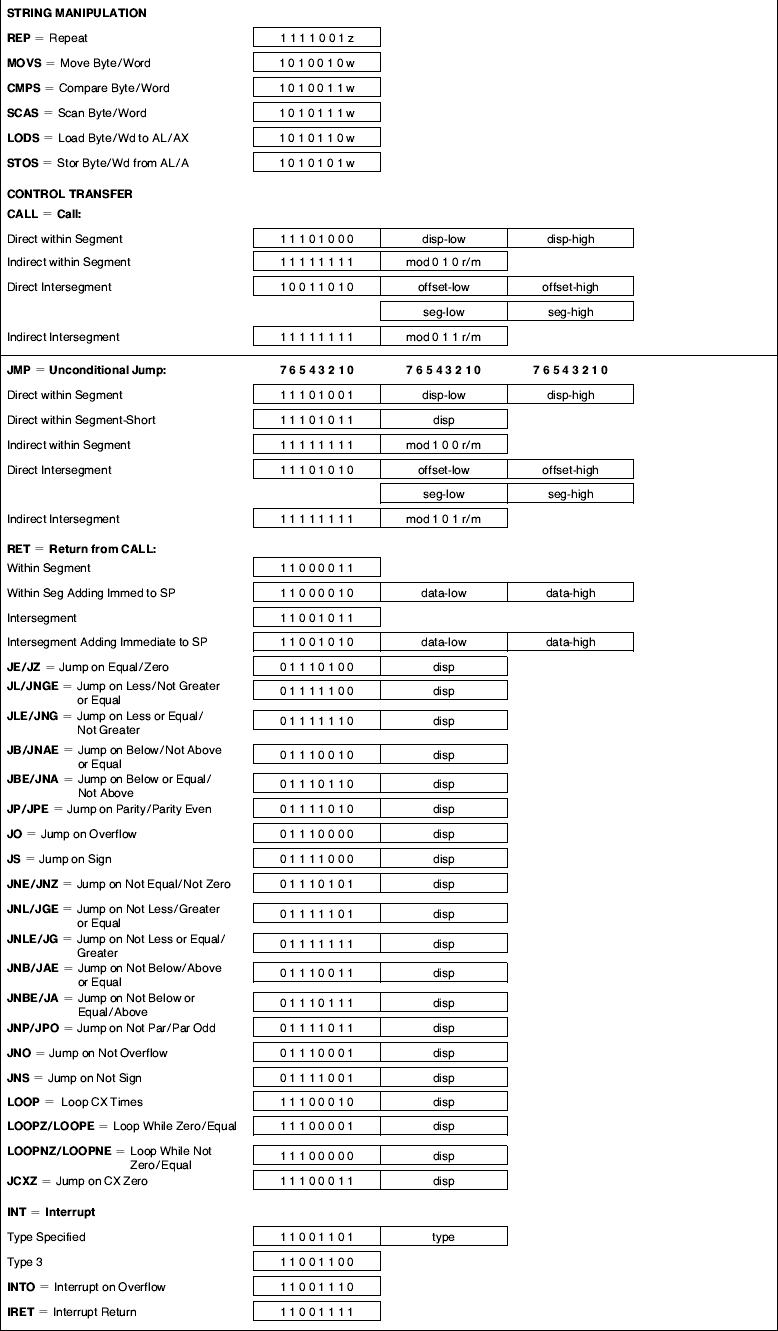 STRING MANIPULATION
REP = Repeat 1 1 1 1 0 0 1 z
MOVS = Move Byte/Word 1 0 1 0 0 1 0 w
CMPS = Compare Byte/Word 1 0 1 0 0 1 1 w
SCAS = Scan Byte/Word 1 0 1 0 1 1 1 w
LODS = Load Byte/Wd to AL/AX 1 0 1 0 1 1 0 w
STOS = Stor Byte/Wd from AL/A 1 0 1 0 1 0 1 w
CONTROL TRANSFER
CALL = Call:
Direct within Segment 1 1 1 0 1 0 0 0 disp-low disp-high
Indirect within Segment 1 1 1 1 1 1 1 1 mod 0 1 0 r/m
Direct Intersegment 1 0 0 1 1 0 1 0 offset-low offset-high
seg-low seg-high
Indirect Intersegment 1 1 1 1 1 1 1 1 mod 0 1 1 r/m
JMP = Unconditional Jump: 7 6 5 4 3 2 1 0 7 6 5 4 3 2 1 0 7 6 5 4 3 2 1 0
Direct within Segment 1 1 1 0 1 0 0 1 disp-low disp-high
Direct within Segment-Short 1 1 1 0 1 0 1 1 disp
Indirect within Segment 1 1 1 1 1 1 1 1 mod 1 0 0 r/m
Direct Intersegment 1 1 1 0 1 0 1 0 offset-low offset-high
seg-low seg-high
Indirect Intersegment 1 1 1 1 1 1 1 1 mod 1 0 1 r/m
RET = Return from CALL:
Within Segment 1 1 0 0 0 0 1 1
Within Seg Adding Immed to SP 1 1 0 0 0 0 1 0 data-low data-high
Intersegment 1 1 0 0 1 0 1 1
Intersegment Adding Immediate to SP 1 1 0 0 1 0 1 0 data-low data-high
JE/JZ = Jump on Equal/Zero 0 1 1 1 0 1 0 0 disp
JL/JNGE = Jump on Less/Not Greater
or Equal 0 1 1 1 1 1 0 0 disp
JLE/JNG = Jump on Less or Equal/
Not Greater 0 1 1 1 1 1 1 0 disp
JB/JNAE = Jump on Below/Not Above
or Equal 0 1 1 1 0 0 1 0 disp
JBE/JNA = Jump on Below or Equal/
Not Above 0 1 1 1 0 1 1 0 disp
JP/JPE = Jump on Parity/Parity Even 0 1 1 1 1 0 1 0 disp
JO = Jump on Overflow 0 1 1 1 0 0 0 0 disp
JS = Jump on Sign 0 1 1 1 1 0 0 0 disp
JNE/JNZ = Jump on Not Equal/Not Zero 0 1 1 1 0 1 0 1 disp
JNL/JGE = Jump on Not Less/Greater
or Equal 0 1 1 1 1 1 0 1 disp
JNLE/JG = Jump on Not Less or Equal/
Greater 0 1 1 1 1 1 1 1 disp
JNB/JAE = Jump on Not Below/Above
or Equal 0 1 1 1 0 0 1 1 disp
JNBE/JA = Jump on Not Below or
Equal/Above 0 1 1 1 0 1 1 1 disp
JNP/JPO = Jump on Not Par/Par Odd 0 1 1 1 1 0 1 1 disp
JNO = Jump on Not Overflow 0 1 1 1 0 0 0 1 disp
JNS = Jump on Not Sign 0 1 1 1 1 0 0 1 disp
LOOP = Loop CX Times 1 1 1 0 0 0 1 0 disp
LOOPZ/LOOPE = Loop While Zero/Equal 1 1 1 0 0 0 0 1 disp
LOOPNZ/LOOPNE = Loop While Not
Zero/Equal 1 1 1 0 0 0 0 0 disp
JCXZ = Jump on CX Zero 1 1 1 0 0 0 1 1 disp
INT = Interrupt
Type Specified 1 1 0 0 1 1 0 1 type
Type 3 1 1 0 0 1 1 0 0
INTO = Interrupt on Overflow 1 1 0 0 1 1 1 0
IRET = Interrupt Return 1 1 0 0 1 1 1 1